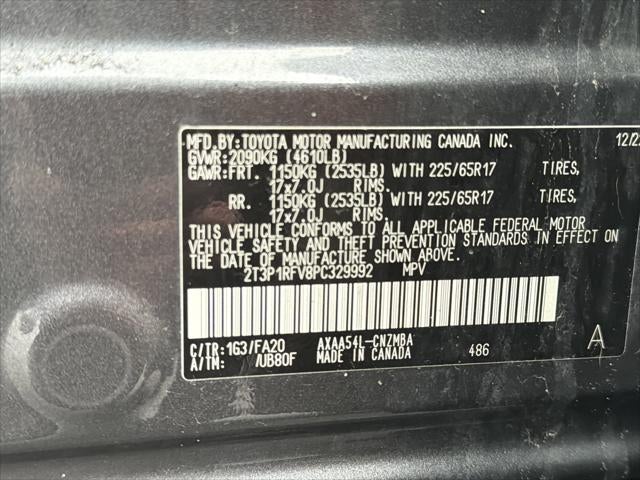 MFD.BY:TOYOTA MOTOR MANUFACTURING CANADA INC. 12/2
GVWR:2090KG (4610LB)
GAWR:FRT. 1150KG (2535LB) WITH 225/65R17 TIRES,
17x7.0J RIMS.
RR. 1150KG (2535LB) WITH 225/65R17 TIRES,
17x7.0J RIMS.
THIS VEHICLE CONFORMS TO ALL APPLICABLE FEDERAL MOTOR
VEHICLE SAFETY AND THEFT PREVENTION STANDARDS IN EFFECT ON
THE DATE OF MANUFACTURE SHOWN ABOVE.
2T3P1RFV8PC329992 MPV
C/TR:1G3/FA20 AXAA54L-CNZMBA A
A/TM: /UB80F MADE IN CANADA 486